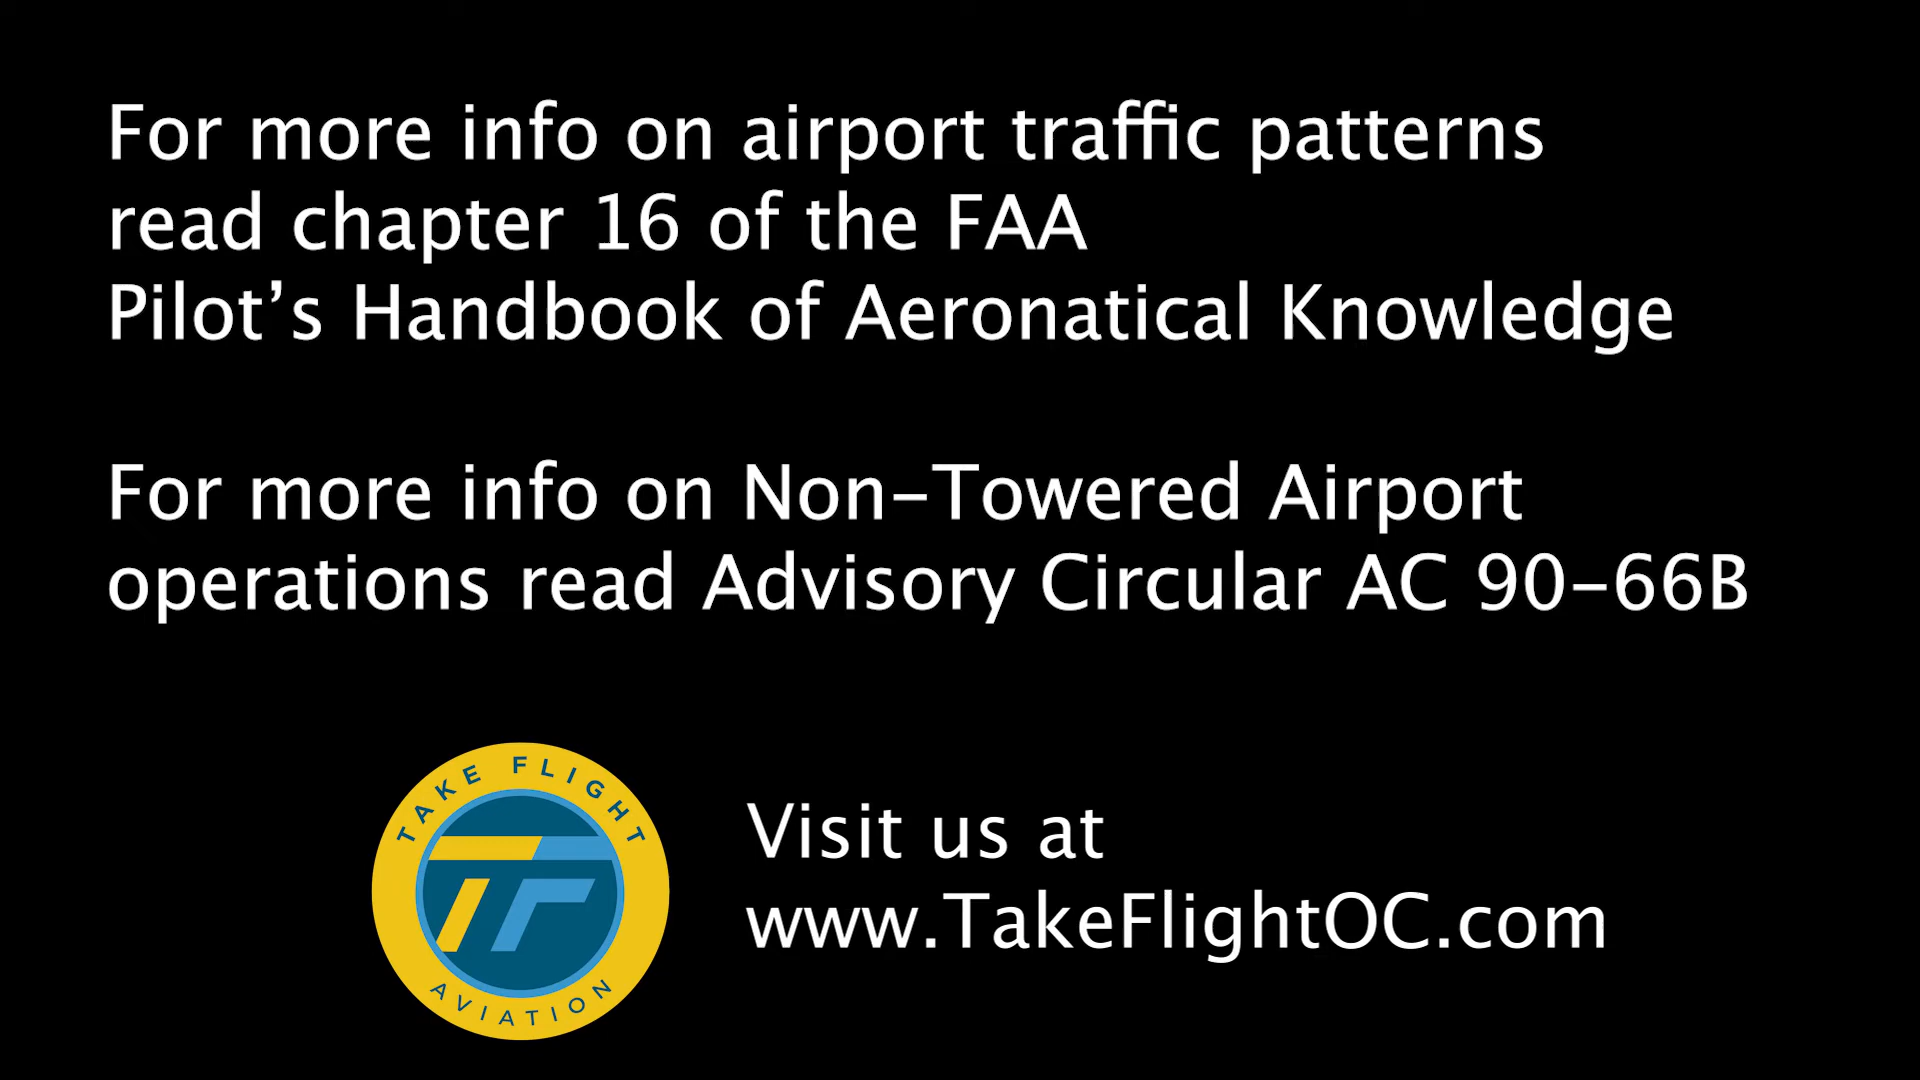 For more info on airport traffic patterns
read chapter 16 of the FAA
Pilot’s Handbook of Aeronatical Knowledge
For more info on Non-Towered Airport
operations read Advisory Circular AC 90-66B
TAKE FLIGHT
TF
AVIATION
Visit us at
www.TakeFlightOC.com